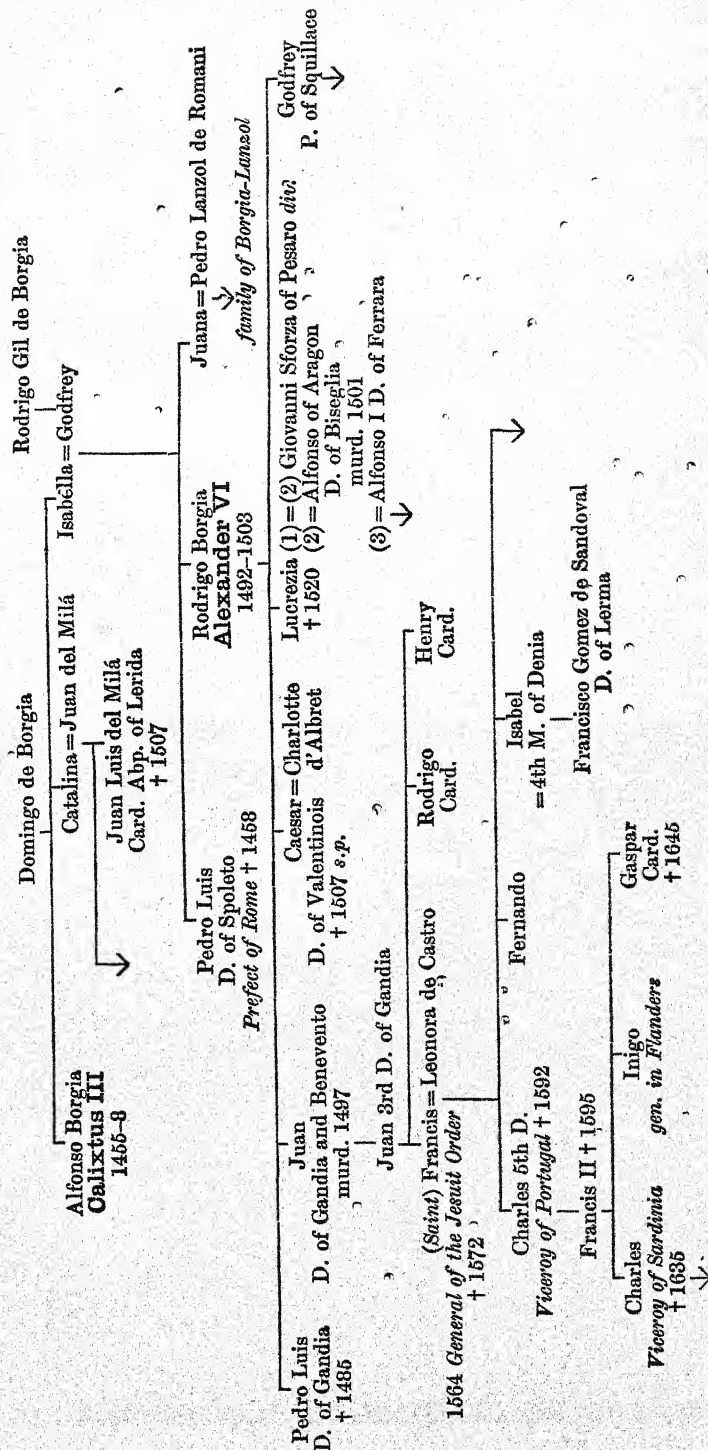 Domingo de Borgia
Rodrigo Gil de Borgia
Alfonso Borgia
Calixtus III
1455–8
Catalina=Juan del Milá
Isabella=Godfrey
Juan Luis del Milá
Card. Abp. of Lerida
†1507
Pedro Luis
D. of Spoleto
Prefect of Rome †1458
Rodrigo Borgia
Alexander VI
1492–1503
Juana=Pedro Lanzol de Romani
family of Borgia-Lanzol
Pedro Luis
D. of Gandia
†1485
Juan
D. of Gandia and Benevento
murd. 1497
Caesar=Charlotte
d'Albret
D. of Valentinois
†1507 s.p.
Lucrezia (1)=(2) Giovanni Sforza of Pesaro div.
†1520 (2)=Alfonso of Aragon
D. of Biseglia
murd. 1501
(3)=Alfonso I D. of Ferrara
Godfrey
P. of Squillace
Juan 3rd D. of Gandia
(Saint) Francis=Leonora de Castro
1564 General of the Jesuit Order
†1572
Rodrigo
Card.
Henry
Card.
Charles 5th D.
Viceroy of Portugal †1592
Fernando
Isabel
=4th M. of Denia
Francis II †1595
Francisco Gomez de Sandoval
D. of Lerma
Charles
Viceroy of Sardinia
†1635
Inigo
gen. in Flanders
Gaspar
Card.
†1645